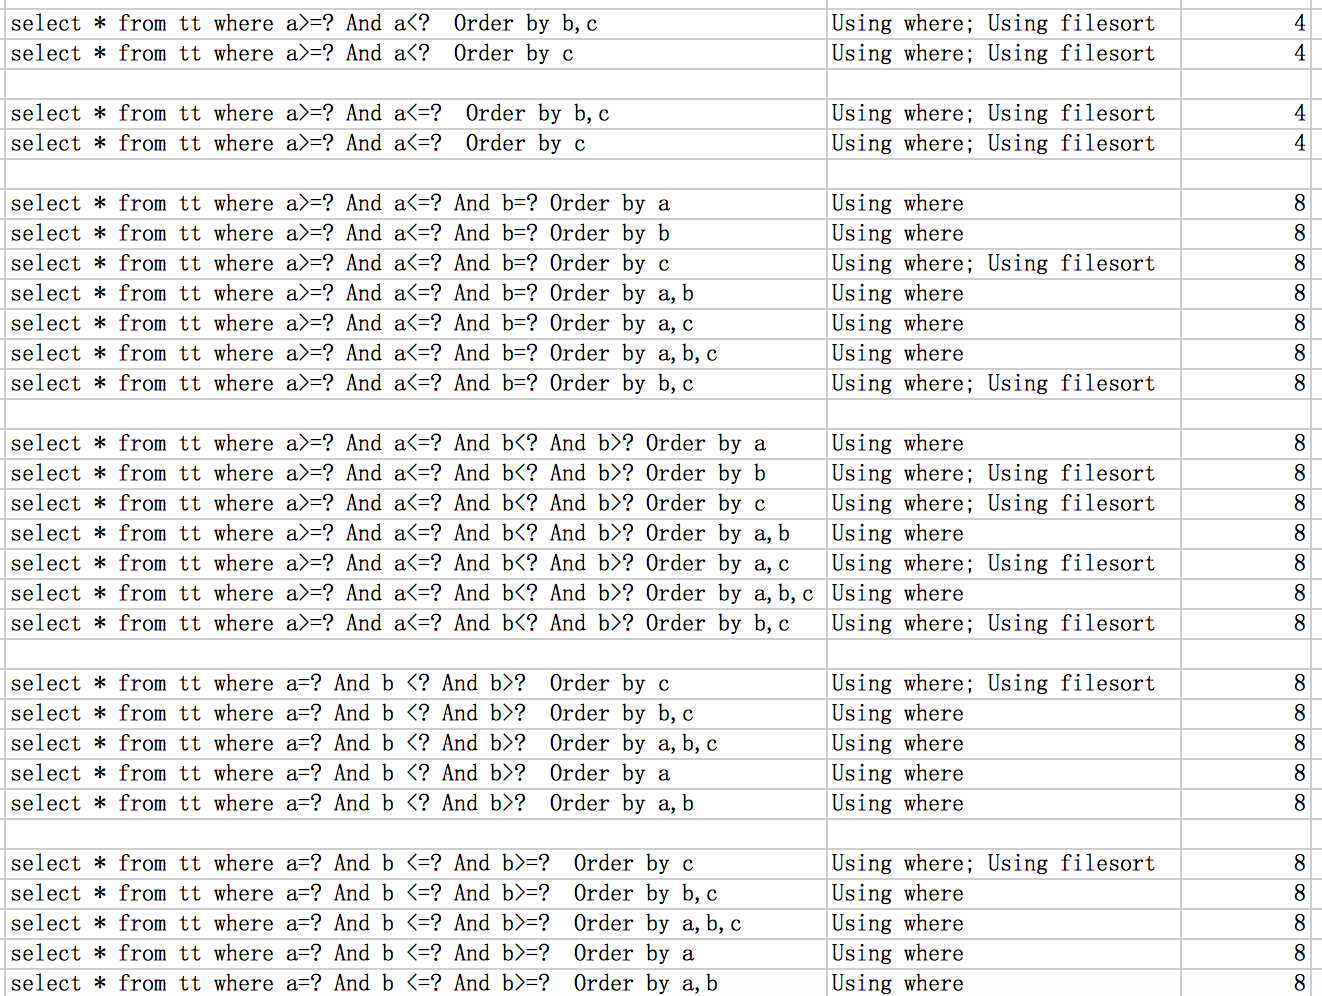 select * from tt where a>=? And a<?  Order by b,c Using where; Using filesort 4
select * from tt where a>=? And a<?  Order by c Using where; Using filesort 4
select * from tt where a>=? And a<=?  Order by b,c Using where; Using filesort 4
select * from tt where a>=? And a<=?  Order by c Using where; Using filesort 4
select * from tt where a>=? And a<=? And b=? Order by a Using where 8
select * from tt where a>=? And a<=? And b=? Order by b Using where 8
select * from tt where a>=? And a<=? And b=? Order by c Using where; Using filesort 8
select * from tt where a>=? And a<=? And b=? Order by a,b Using where 8
select * from tt where a>=? And a<=? And b=? Order by a,c Using where 8
select * from tt where a>=? And a<=? And b=? Order by a,b,c Using where 8
select * from tt where a>=? And a<=? And b=? Order by b,c Using where; Using filesort 8
select * from tt where a>=? And a<=? And b<? And b>? Order by a Using where 8
select * from tt where a>=? And a<=? And b<? And b>? Order by b Using where; Using filesort 8
select * from tt where a>=? And a<=? And b<? And b>? Order by c Using where; Using filesort 8
select * from tt where a>=? And a<=? And b<? And b>? Order by a,b Using where 8
select * from tt where a>=? And a<=? And b<? And b>? Order by a,c Using where; Using filesort 8
select * from tt where a>=? And a<=? And b<? And b>? Order by a,b,c Using where 8
select * from tt where a>=? And a<=? And b<? And b>? Order by b,c Using where; Using filesort 8
select * from tt where a=? And b <? And b>?  Order by c Using where; Using filesort 8
select * from tt where a=? And b <? And b>?  Order by b,c Using where 8
select * from tt where a=? And b <? And b>?  Order by a,b,c Using where 8
select * from tt where a=? And b <? And b>?  Order by a Using where 8
select * from tt where a=? And b <? And b>?  Order by a,b Using where 8
select * from tt where a=? And b <=? And b>=?  Order by c Using where; Using filesort 8
select * from tt where a=? And b <=? And b>=?  Order by b,c Using where 8
select * from tt where a=? And b <=? And b>=?  Order by a,b,c Using where 8
select * from tt where a=? And b <=? And b>=?  Order by a Using where 8
select * from tt where a=? And b <=? And b>=?  Order by a,b Using where 8